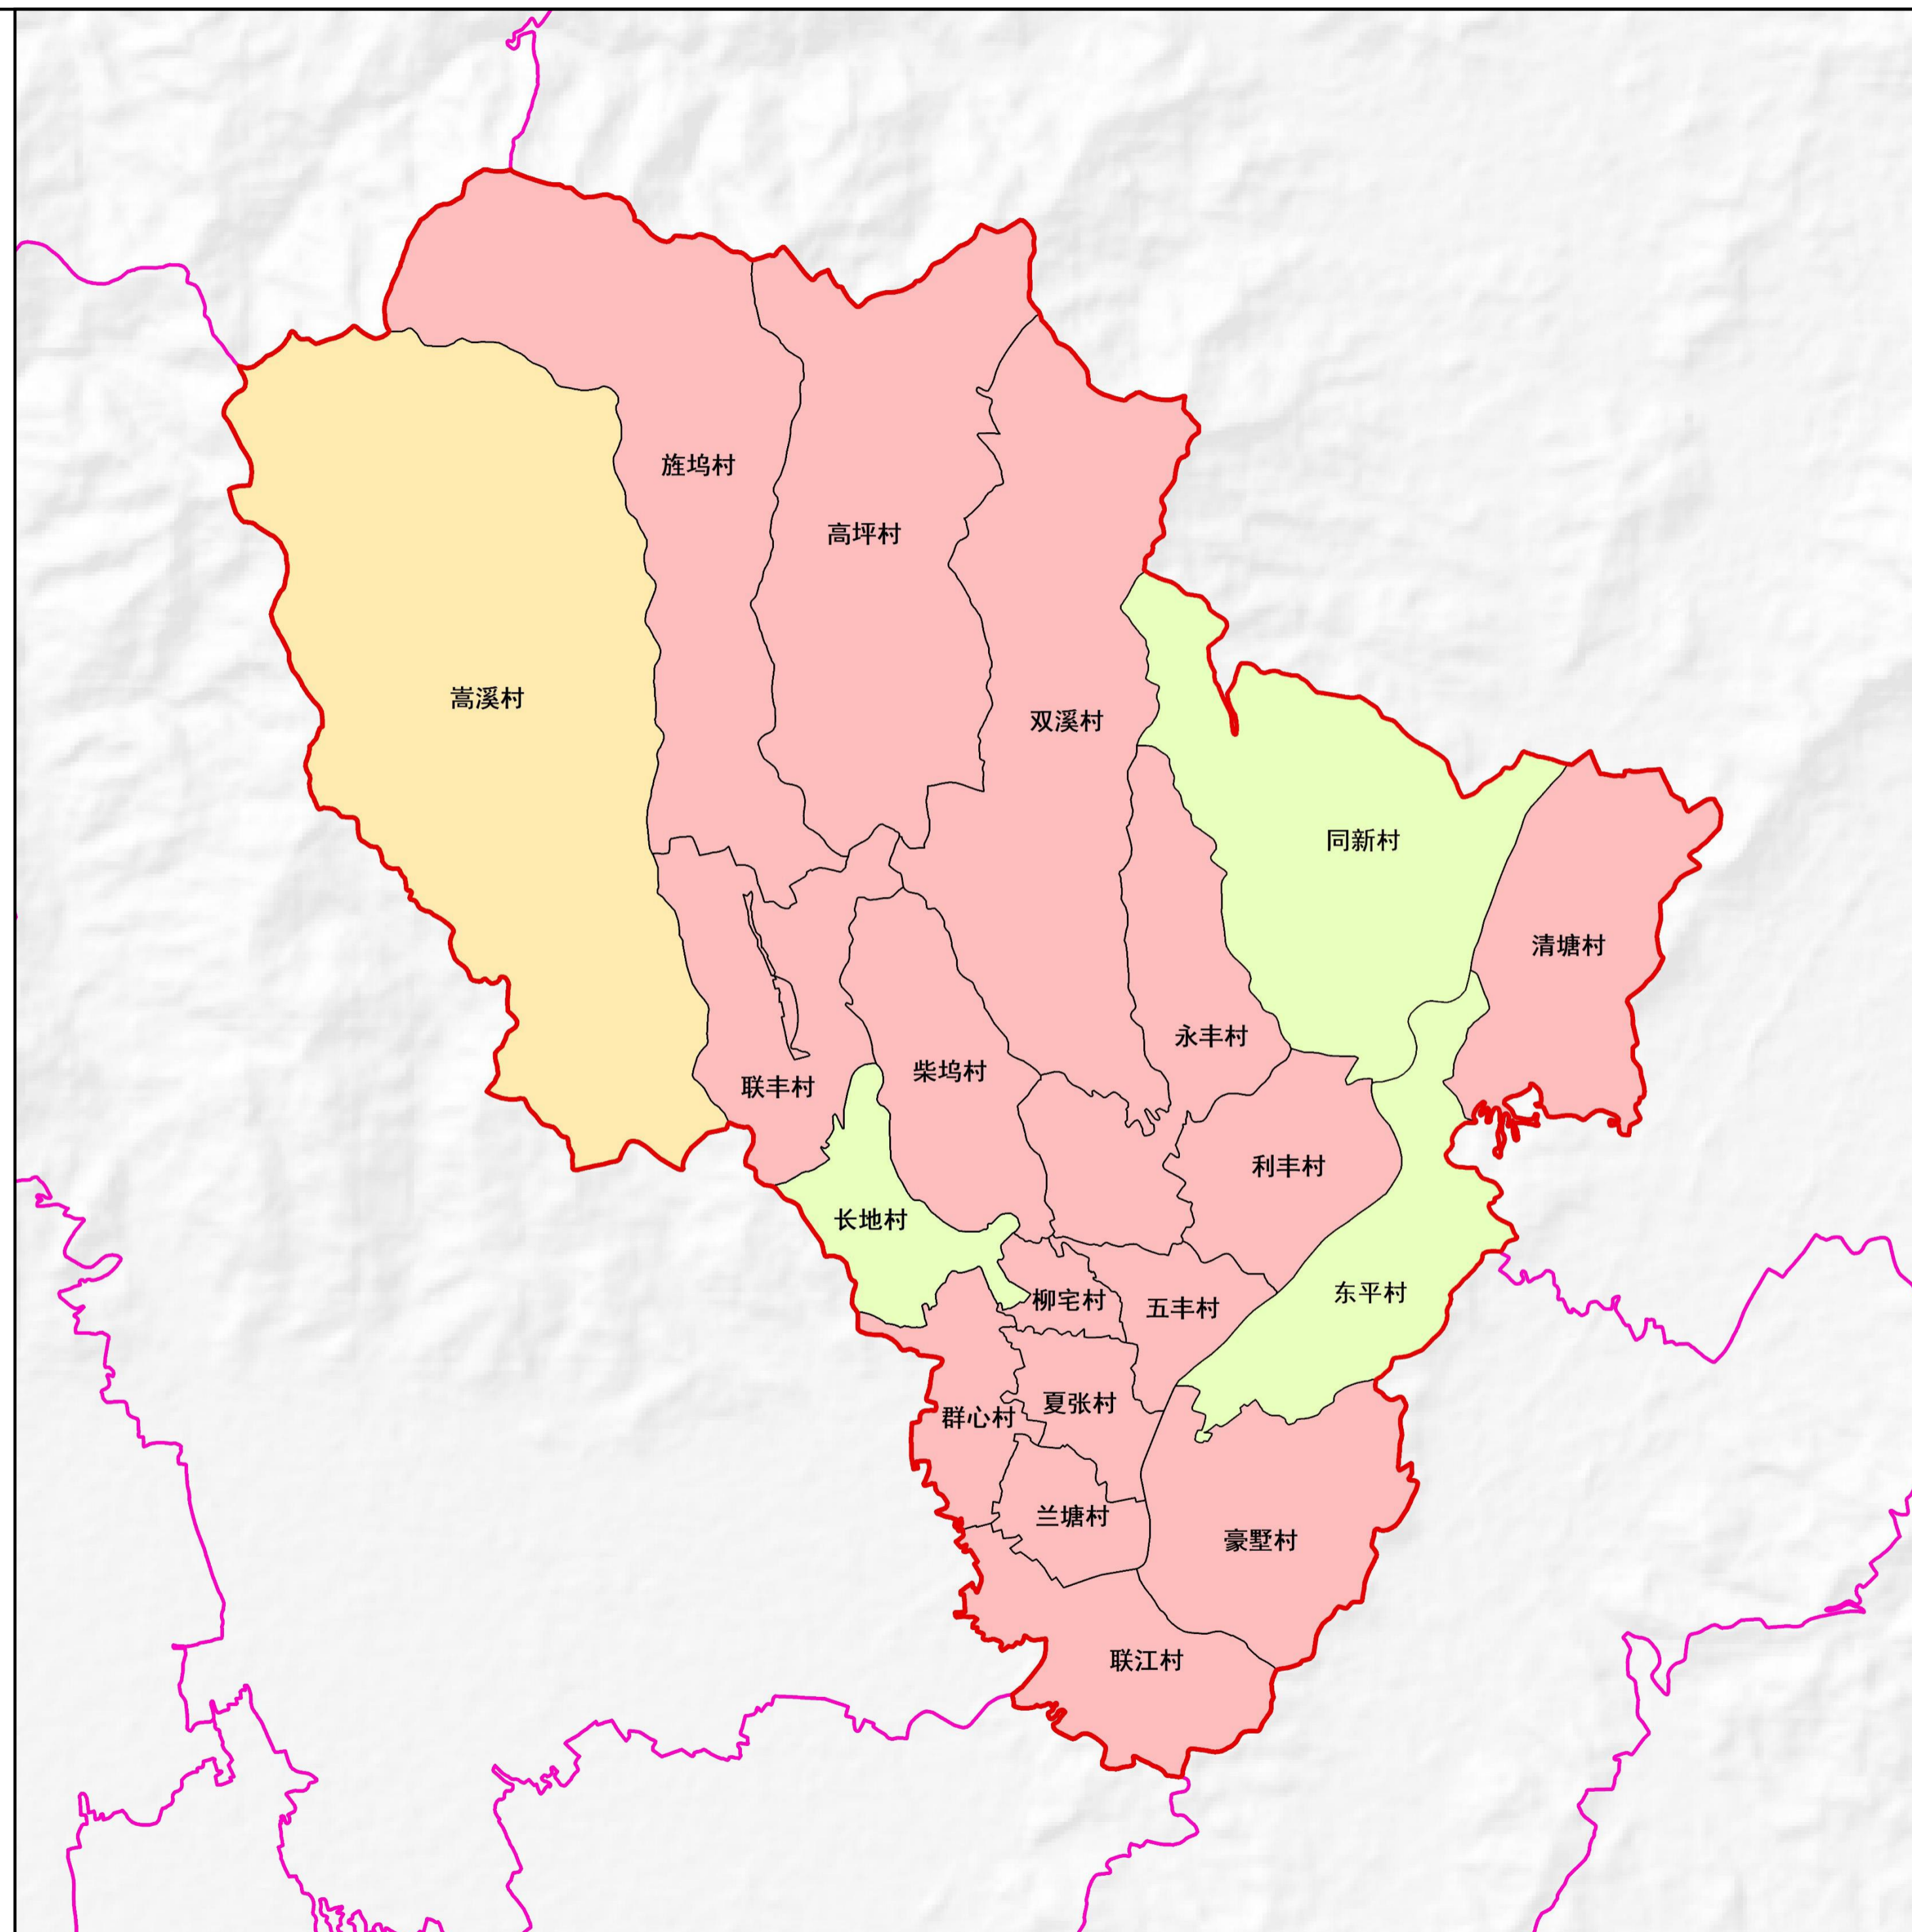 旌坞村
高坪村
嵩溪村
双溪村
同新村
清塘村
永丰村
柴坞村
联丰村
利丰村
长地村
东平村
柳宅村
五丰村
夏张村
群心村
兰塘村
豪墅村
联江村